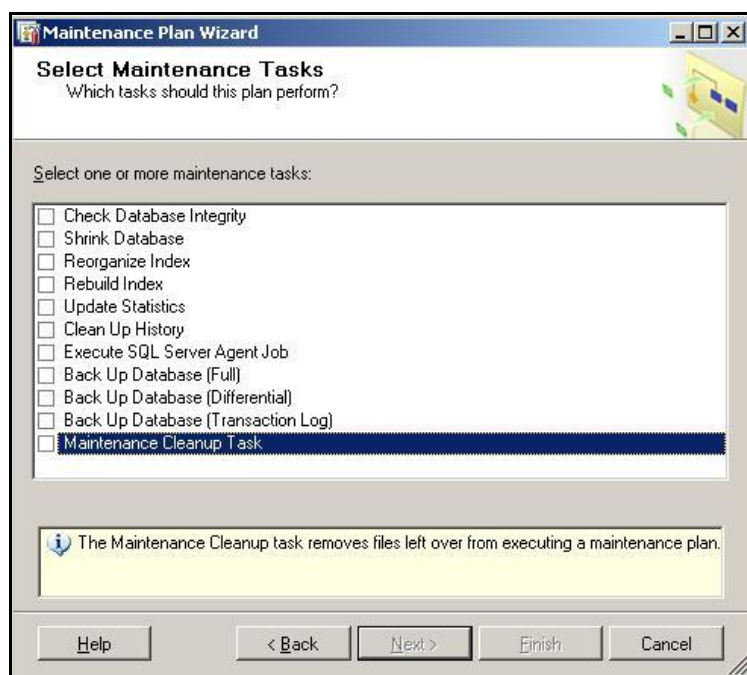 Maintenance Plan Wizard
Select Maintenance Tasks
Which tasks should this plan perform?
Select one or more maintenance tasks:
Check Database Integrity
Shrink Database
Reorganize Index
Rebuild Index
Update Statistics
Clean Up History
Execute SQL Server Agent Job
Back Up Database (Full)
Back Up Database (Differential)
Back Up Database (Transaction Log)
Maintenance Cleanup Task
The Maintenance Cleanup task removes files left over from executing a maintenance plan.
Help < Back Next > Finish Cancel